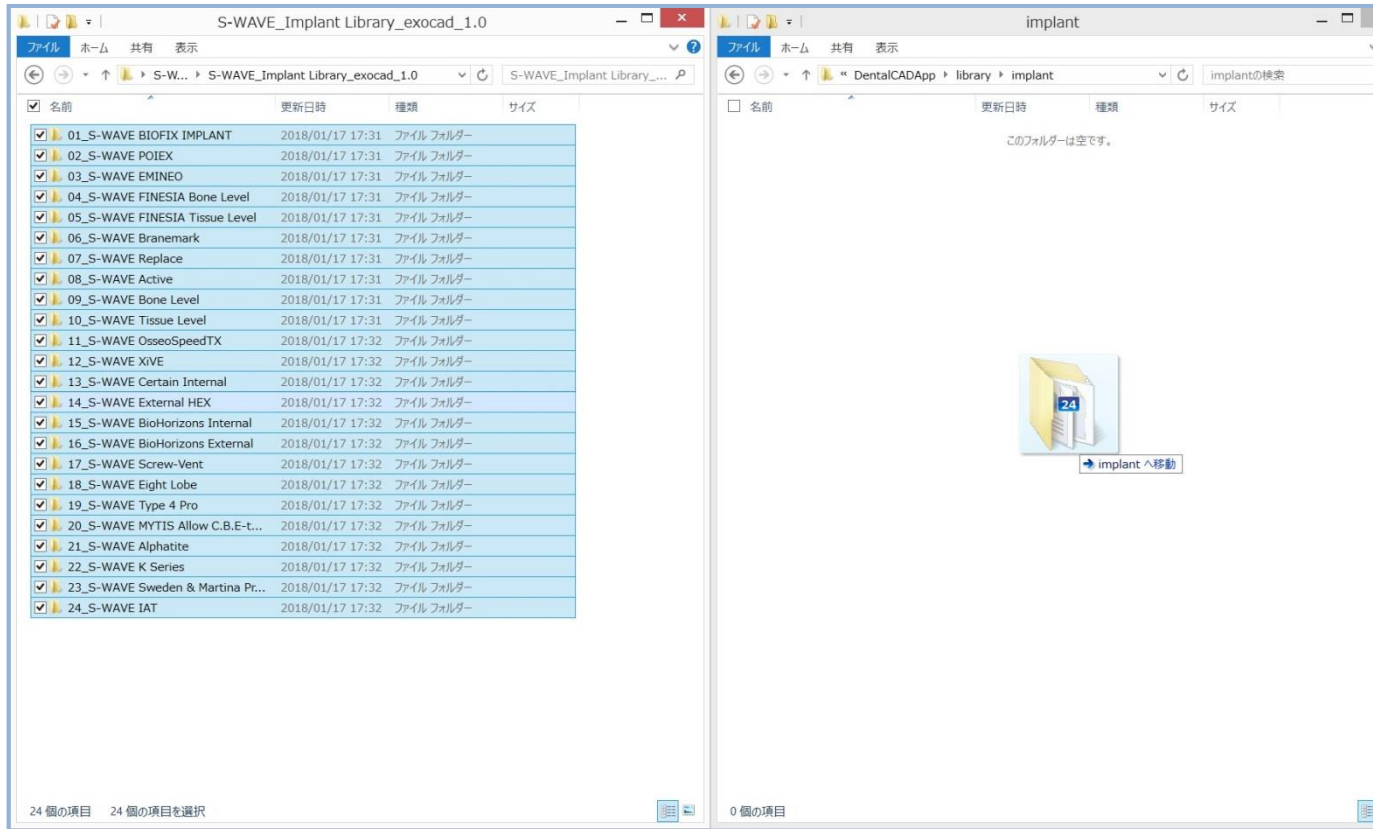 S-WAVE_Implant Library_exocad_1.0
ファイル ホーム 共有 表示
S-W... S-WAVE_Implant Library_exocad_1.0 S-WAVE_Implant Library_...
名前 更新日時 種類 サイズ
01_S-WAVE BIOFIX IMPLANT 2018/01/17 17:31 ファイル フォルダー
02_S-WAVE POIEX 2018/01/17 17:31 ファイル フォルダー
03_S-WAVE EMINEO 2018/01/17 17:31 ファイル フォルダー
04_S-WAVE FINESIA Bone Level 2018/01/17 17:31 ファイル フォルダー
05_S-WAVE FINESIA Tissue Level 2018/01/17 17:31 ファイル フォルダー
06_S-WAVE Branemark 2018/01/17 17:31 ファイル フォルダー
07_S-WAVE Replace 2018/01/17 17:31 ファイル フォルダー
08_S-WAVE Active 2018/01/17 17:31 ファイル フォルダー
09_S-WAVE Bone Level 2018/01/17 17:31 ファイル フォルダー
10_S-WAVE Tissue Level 2018/01/17 17:31 ファイル フォルダー
11_S-WAVE OsseoSpeedTX 2018/01/17 17:32 ファイル フォルダー
12_S-WAVE XiVE 2018/01/17 17:32 ファイル フォルダー
13_S-WAVE Certain Internal 2018/01/17 17:32 ファイル フォルダー
14_S-WAVE External HEX 2018/01/17 17:32 ファイル フォルダー
15_S-WAVE BioHorizons Internal 2018/01/17 17:32 ファイル フォルダー
16_S-WAVE BioHorizons External 2018/01/17 17:32 ファイル フォルダー
17_S-WAVE Screw-Vent 2018/01/17 17:32 ファイル フォルダー
18_S-WAVE Eight Lobe 2018/01/17 17:32 ファイル フォルダー
19_S-WAVE Type 4 Pro 2018/01/17 17:32 ファイル フォルダー
20_S-WAVE MYTIS Allow C.B.E-t... 2018/01/17 17:32 ファイル フォルダー
21_S-WAVE Alphatite 2018/01/17 17:32 ファイル フォルダー
22_S-WAVE K Series 2018/01/17 17:32 ファイル フォルダー
23_S-WAVE Sweden & Martina Pr... 2018/01/17 17:32 ファイル フォルダー
24_S-WAVE IAT 2018/01/17 17:32 ファイル フォルダー
24 個の項目 24 個の項目を選択
implant
ファイル ホーム 共有 表示
« DentalCADApp library implant implantの検索
名前 更新日時 種類 サイズ
このフォルダーは空です。
24
implant へ移動
0 個の項目